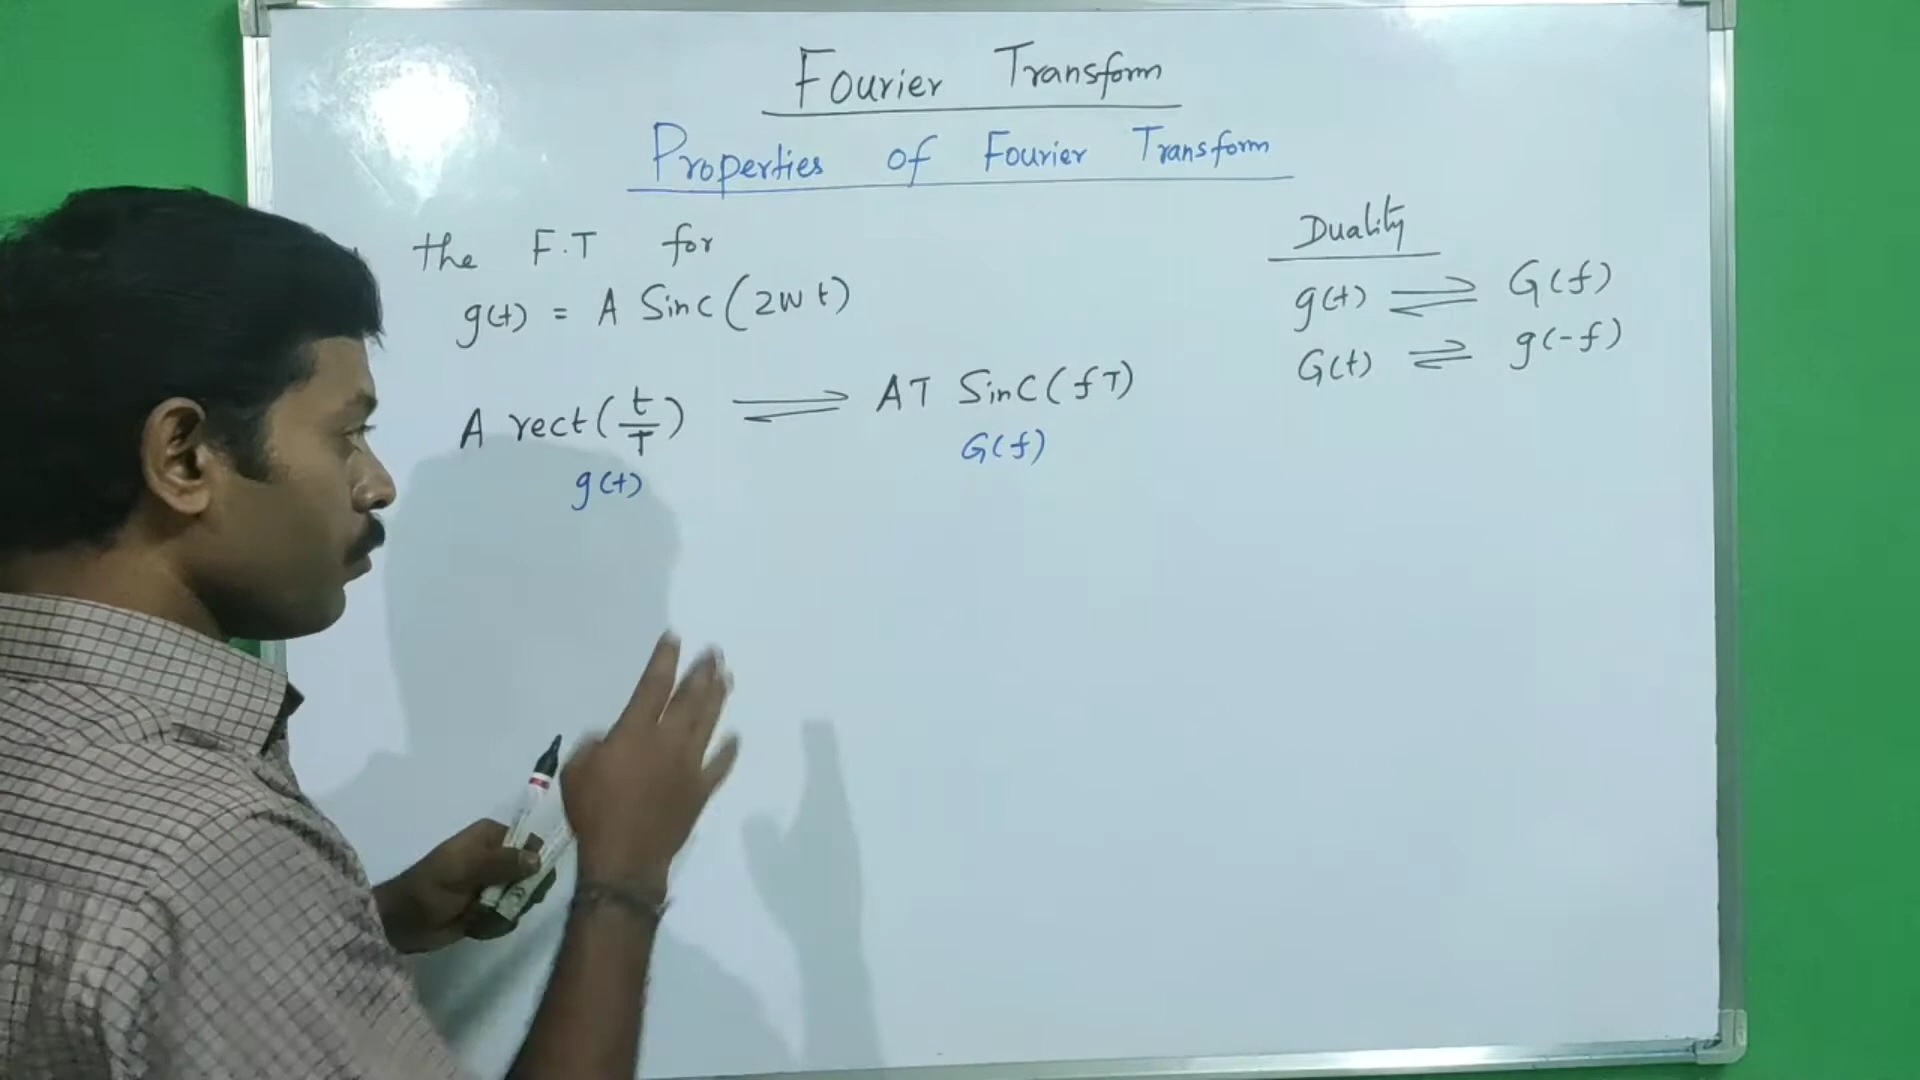 Fourier Transform
Properties of Fourier Transform
the F.T for
g(t) = A Sinc(2Wt)
A rect(t/T) ⇌ AT Sinc(fT)
g(t) G(f)
Duality
g(t) ⇌ G(f)
G(t) ⇌ g(-f)